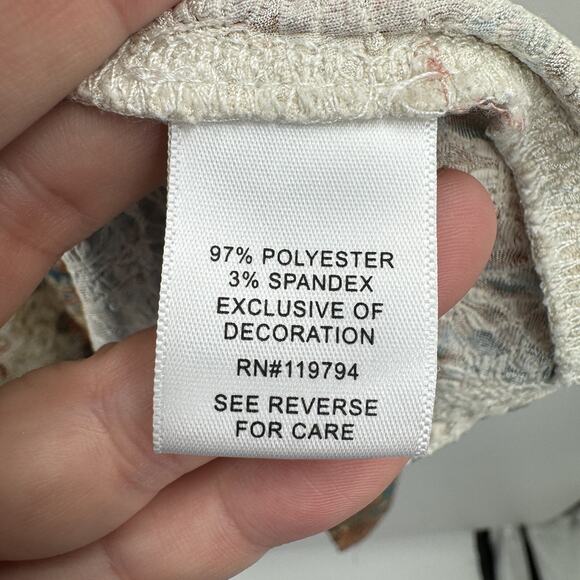 97% POLYESTER
3% SPANDEX
EXCLUSIVE OF
DECORATION
RN#119794
SEE REVERSE
FOR CARE